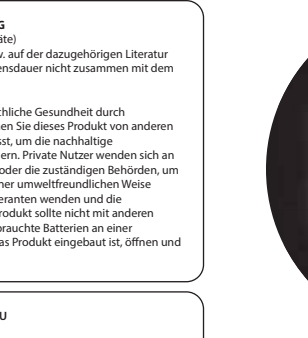 G
äte)
v. auf der dazugehörigen Literatur
ensdauer nicht zusammen mit dem
chliche Gesundheit durch
en Sie dieses Produkt von anderen
sst, um die nachhaltige
ern. Private Nutzer wenden sich an
oder die zuständigen Behörden, um
ner umweltfreundlichen Weise
eranten wenden und die
rodukt sollte nicht mit anderen
brauchte Batterien an einer
as Produkt eingebaut ist, öffnen und
U